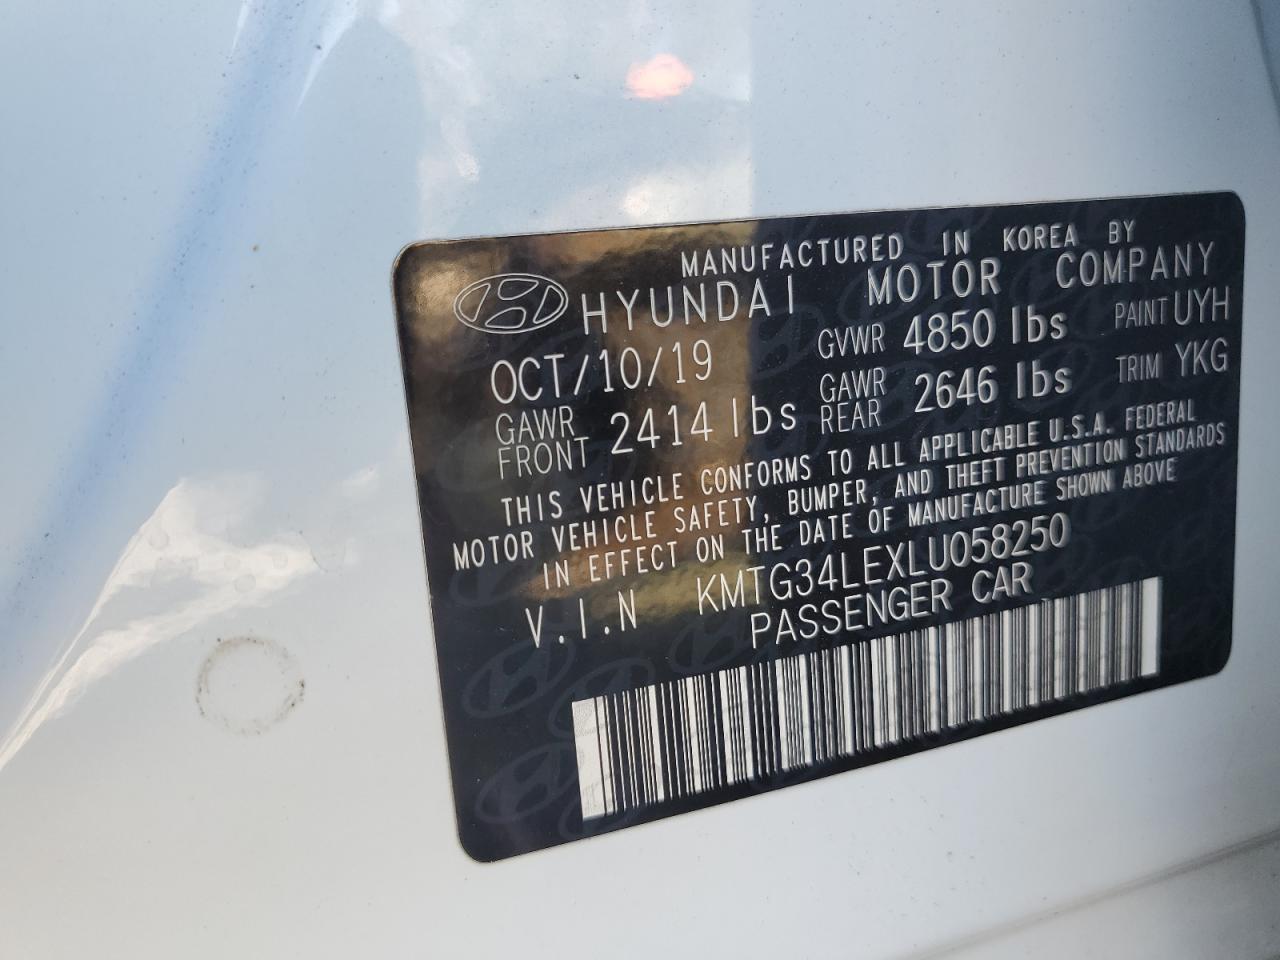 MANUFACTURED IN KOREA BY
HYUNDAI MOTOR COMPANY
OCT/10/19 GVWR 4850 lbs PAINT UYH
GAWR FRONT 2414 lbs GAWR REAR 2646 lbs TRIM YKG
THIS VEHICLE CONFORMS TO ALL APPLICABLE U.S.A. FEDERAL
MOTOR VEHICLE SAFETY, BUMPER, AND THEFT PREVENTION STANDARDS
IN EFFECT ON THE DATE OF MANUFACTURE SHOWN ABOVE
V.I.N KMTG34LEXLU058250
PASSENGER CAR